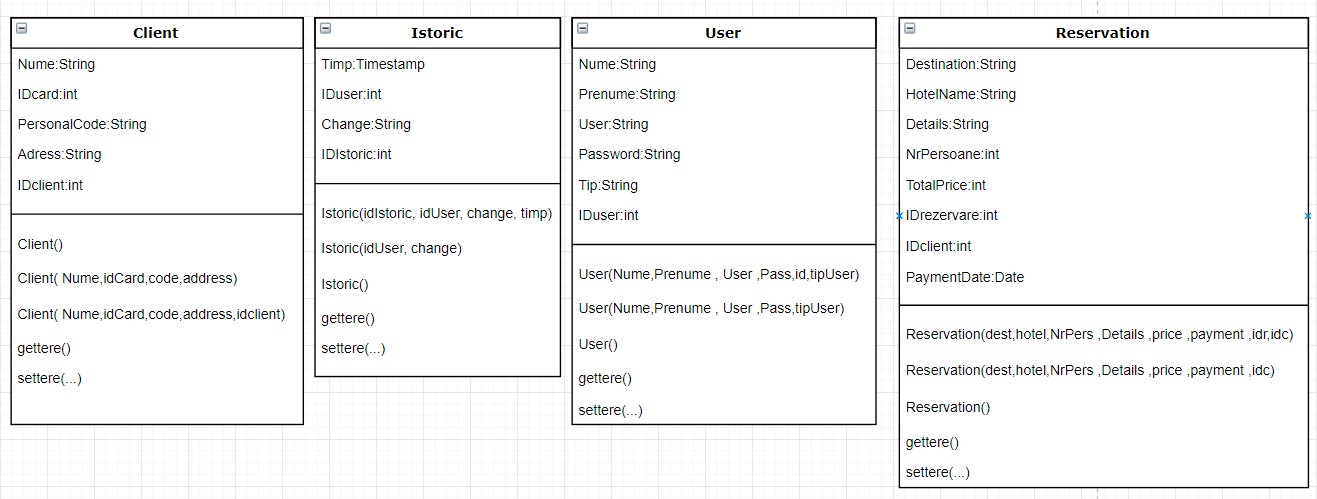 Client
Nume:String
IDcard:int
PersonalCode:String
Adress:String
IDclient:int
Client()
Client( Nume,idCard,code,address)
Client( Nume,idCard,code,address,idclient)
gettere()
settere(...)
Istoric
Timp:Timestamp
IDuser:int
Change:String
IDIstoric:int
Istoric(idIstoric, idUser, change, timp)
Istoric(idUser, change)
Istoric()
gettere()
settere(...)
User
Nume:String
Prenume:String
User:String
Password:String
Tip:String
IDuser:int
User(Nume,Prenume , User ,Pass,id,tipUser)
User(Nume,Prenume , User ,Pass,tipUser)
User()
gettere()
settere(...)
Reservation
Destination:String
HotelName:String
Details:String
NrPersoane:int
TotalPrice:int
IDrezervare:int
IDclient:int
PaymentDate:Date
Reservation(dest,hotel,NrPers ,Details ,price ,payment ,idr,idc)
Reservation(dest,hotel,NrPers ,Details ,price ,payment ,idc)
Reservation()
gettere()
settere(...)